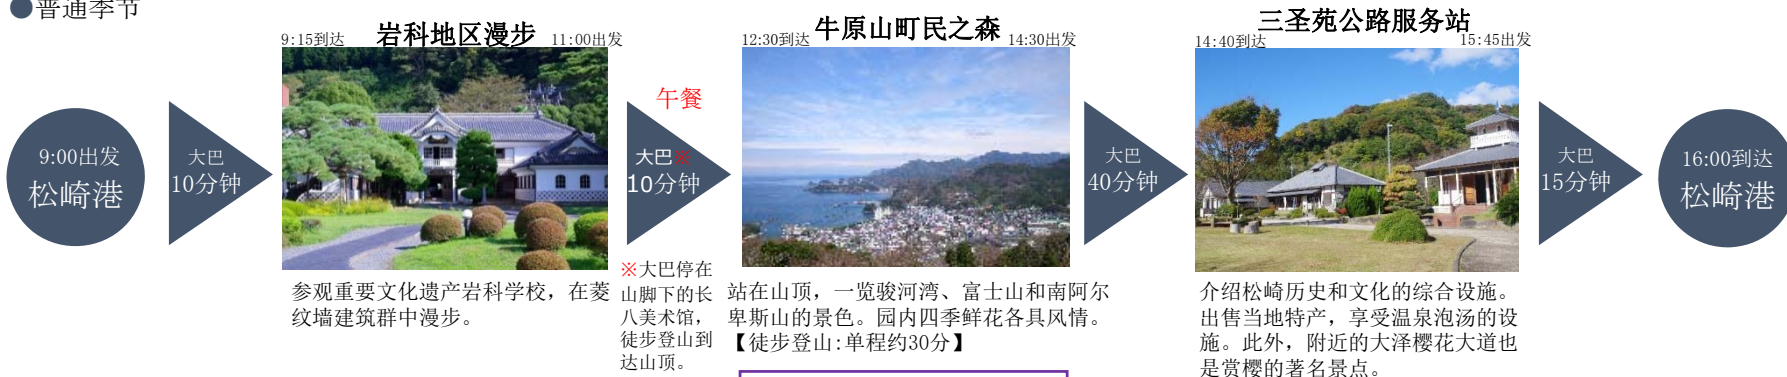 ●普通季节
9:15到达 岩科地区漫步 11:00出发
12:30到达 牛原山町民之森 14:30出发
三圣苑公路服务站
14:40到达 15:45出发
9:00出发
松崎港
大巴
10分钟
午餐
大巴※
10分钟
大巴
40分钟
大巴
15分钟
16:00到达
松崎港
参观重要文化遗产岩科学校，在菱
纹墙建筑群中漫步。
※大巴停在
山脚下的长
八美术馆，
徒步登山到
达山顶。
站在山顶，一览骏河湾、富士山和南阿尔
卑斯山的景色。园内四季鲜花各具风情。
【徒步登山:单程约30分】
介绍松崎历史和文化的综合设施。
出售当地特产，享受温泉泡汤的设
施。此外，附近的大泽樱花大道也
是赏樱的著名景点。